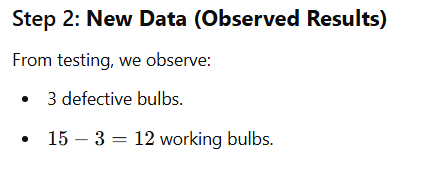 Step 2: New Data (Observed Results)
From testing, we observe:
• 3 defective bulbs.
• 15 − 3 = 12 working bulbs.